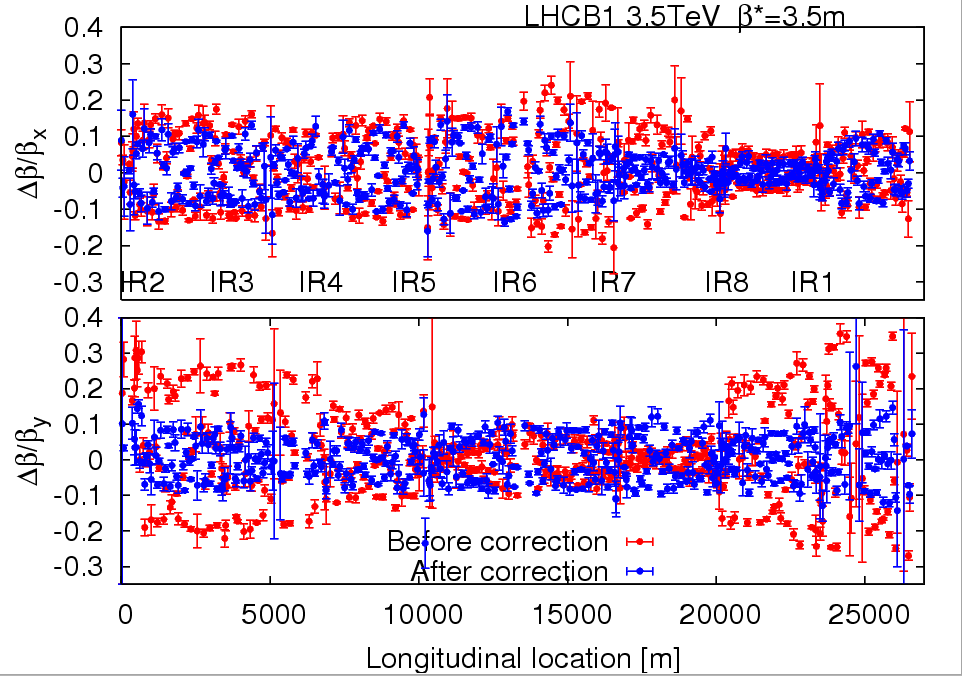 LHCB1 3.5TeV β*=3.5m
0.4
0.3
0.2
0.1
0
-0.1
-0.2
-0.3
Δβ/βx
IR2 IR3 IR4 IR5 IR6 IR7 IR8 IR1
0.4
0.3
0.2
0.1
0
-0.1
-0.2
-0.3
Δβ/βy
Before correction
After correction
0 5000 10000 15000 20000 25000
Longitudinal location [m]